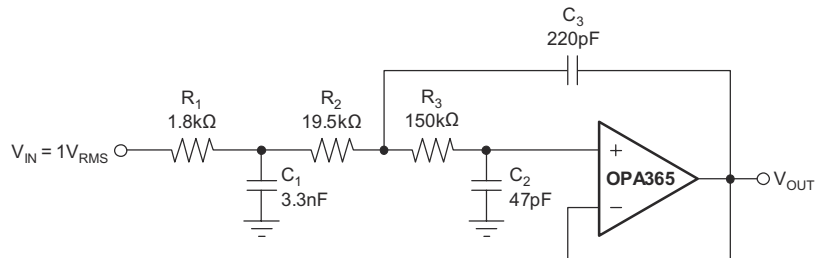 C3
220pF
R1
1.8kΩ
R2
19.5kΩ
R3
150kΩ
VIN = 1VRMS
C1
3.3nF
C2
47pF
+
OPA365
−
VOUT